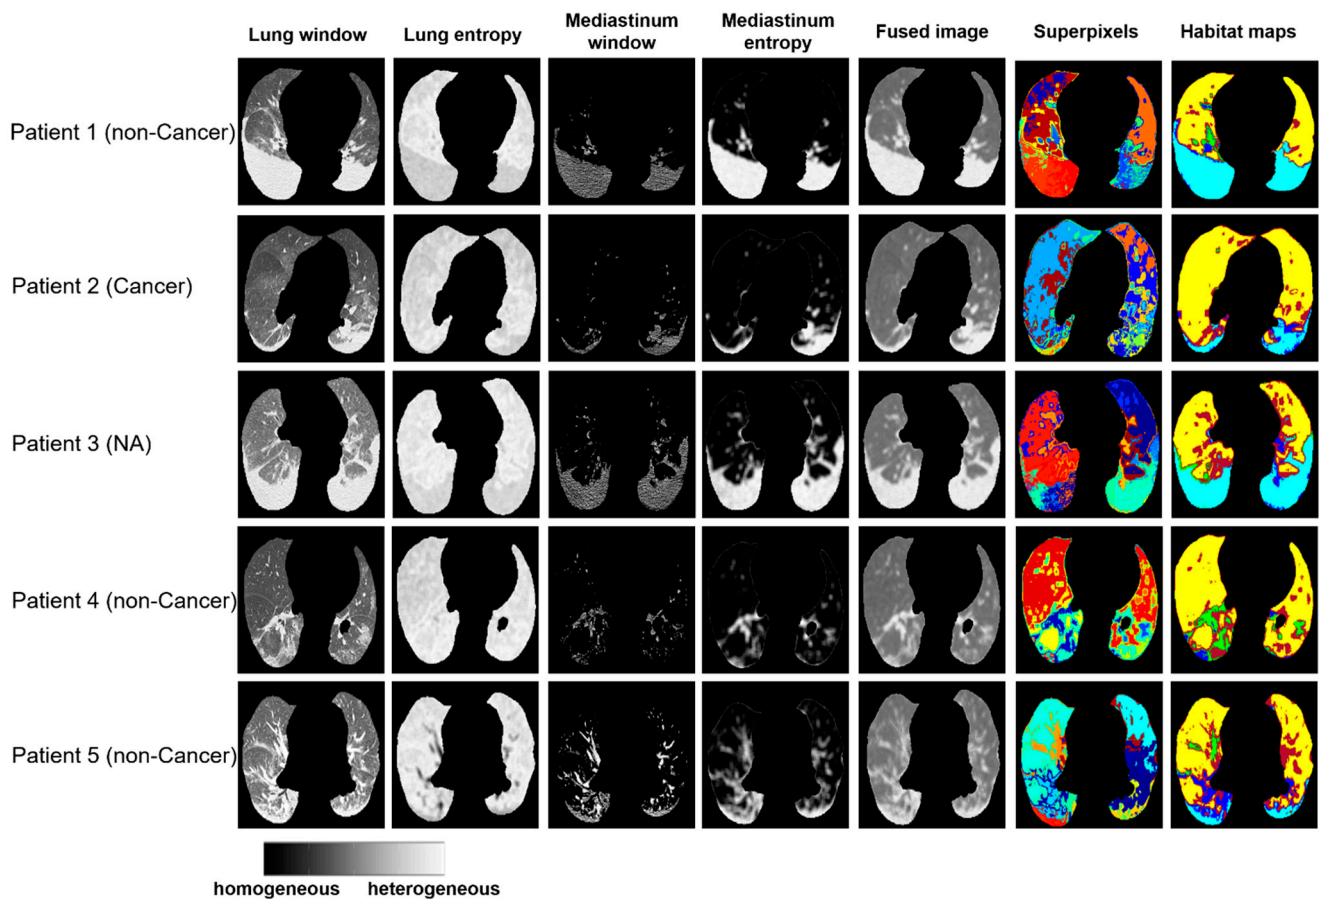 Lung window
Lung entropy
Mediastinum
window
Mediastinum
entropy
Fused image
Superpixels
Habitat maps
Patient 1 (non-Cancer)
Patient 2 (Cancer)
Patient 3 (NA)
Patient 4 (non-Cancer)
Patient 5 (non-Cancer)
homogeneous
heterogeneous